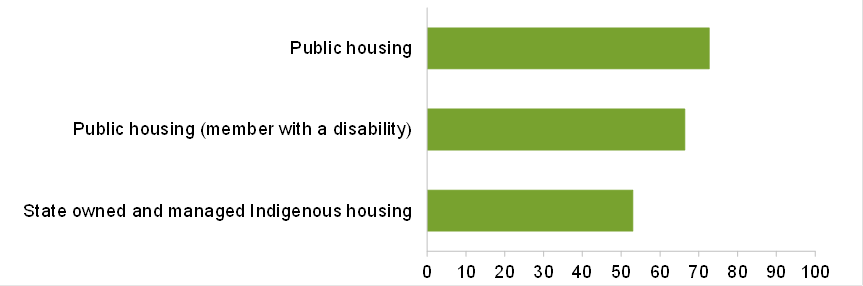 Public housing
Public housing (member with a disability)
State owned and managed Indigenous housing
0 10 20 30 40 50 60 70 80 90 100